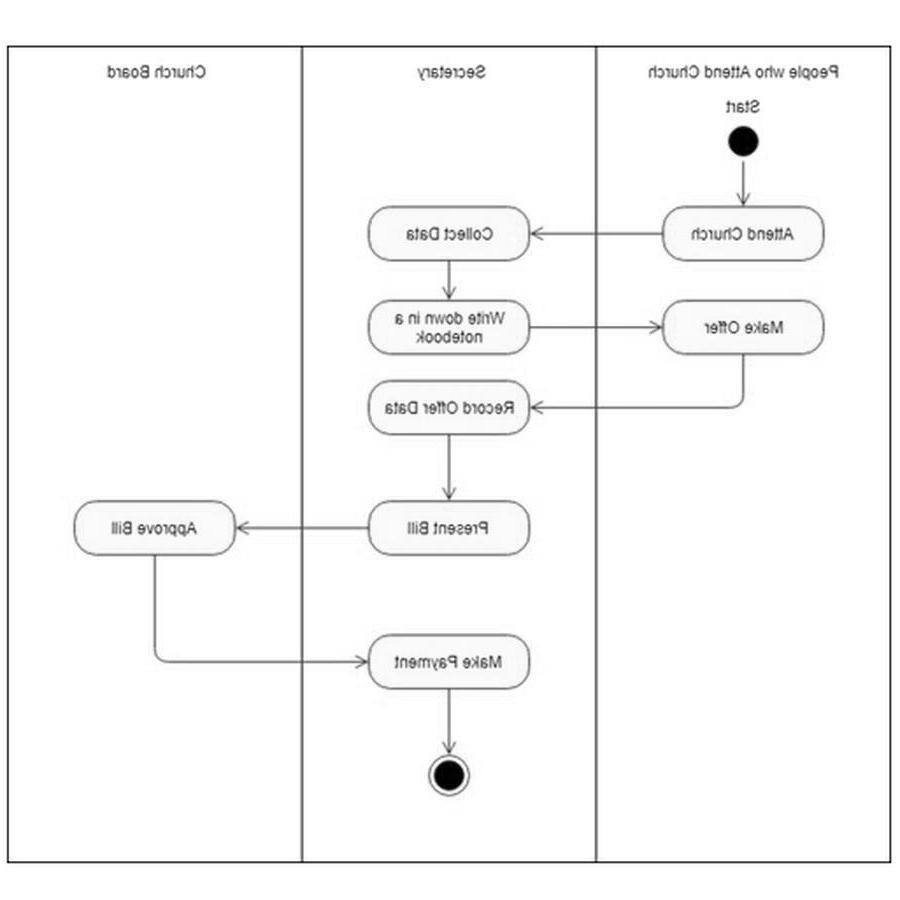 People who Attend Church
Secretary
Church Board
Start
Attend Church
Collect Data
Write down in a
notebook
Make Offer
Record Offer Data
Present Bill
Approve Bill
Make Payment